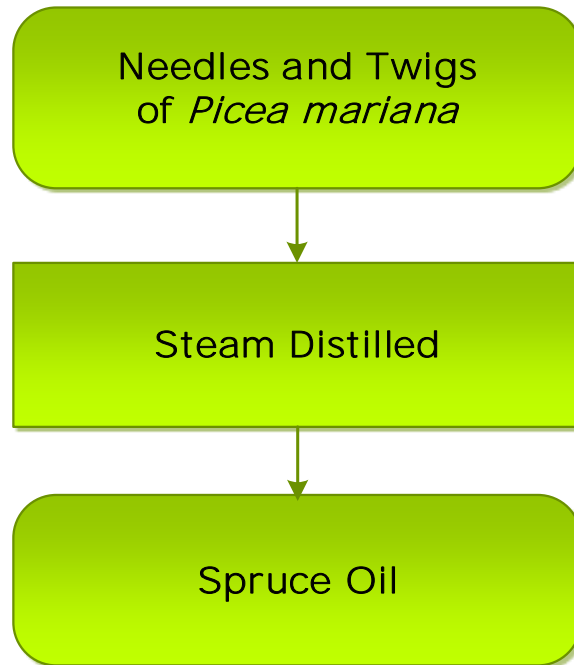 Needles and Twigs
of Picea mariana
Steam Distilled
Spruce Oil